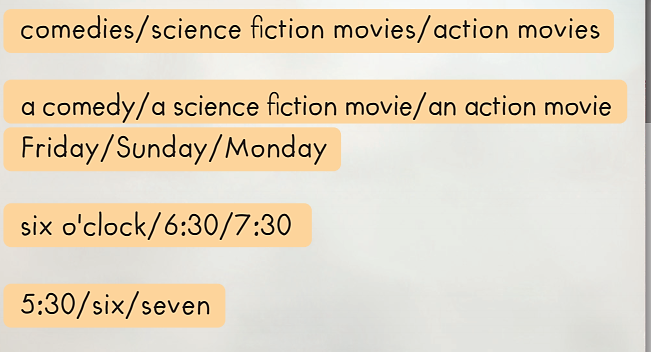 comedies/science fiction movies/action movies
a comedy/a science fiction movie/an action movie
Friday/Sunday/Monday
six o'clock/6:30/7:30
5:30/six/seven